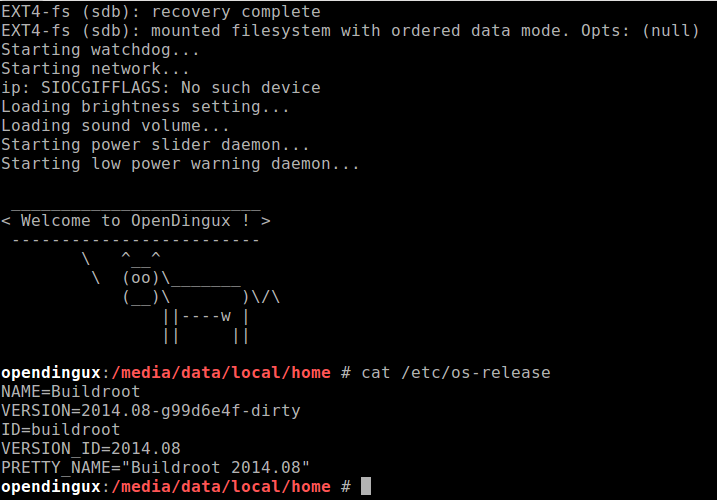 EXT4-fs (sdb): recovery complete
EXT4-fs (sdb): mounted filesystem with ordered data mode. Opts: (null)
Starting watchdog...
Starting network...
ip: SIOCGIFFLAGS: No such device
Loading brightness setting...
Loading sound volume...
Starting power slider daemon...
Starting low power warning daemon...

 _________________________
< Welcome to OpenDingux ! >
 -------------------------
        \   ^__^
         \  (oo)\_______
            (__)\       )\/\
                ||----w |
                ||     ||

opendingux:/media/data/local/home # cat /etc/os-release
NAME=Buildroot
VERSION=2014.08-g99d6e4f-dirty
ID=buildroot
VERSION_ID=2014.08
PRETTY_NAME="Buildroot 2014.08"
opendingux:/media/data/local/home #